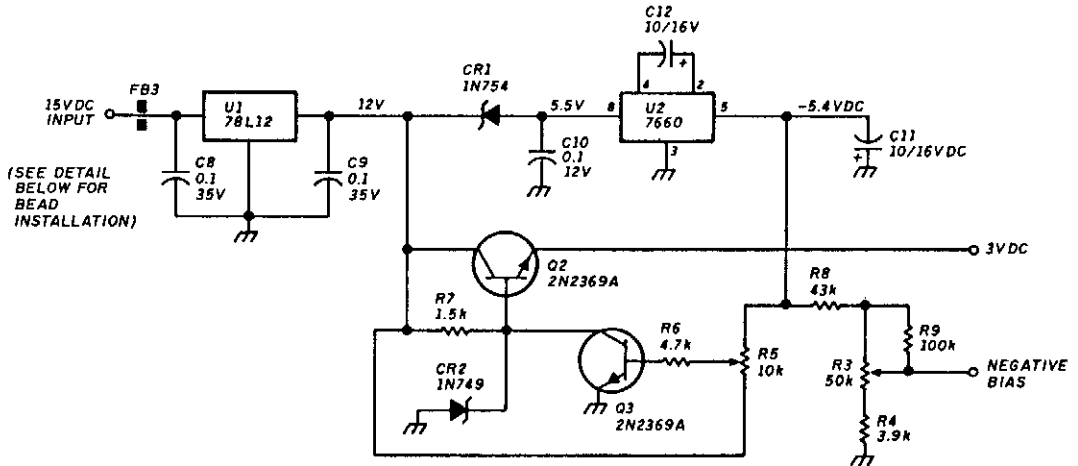 C12
10/16V
CR1
1N754
FB3
15VDC
INPUT
U1
78L12
12V
5.5V
4
2
+
8
U2
7660
5
3
-5.4VDC
C11
10/16VDC
+
C8
0.1
35V
C9
0.1
35V
C10
0.1
12V
(SEE DETAIL
BELOW FOR
BEAD
INSTALLATION)
Q2
2N2369A
3VDC
R7
1.5k
R8
43k
R6
4.7k
R5
10k
R9
100k
R3
50k
NEGATIVE
BIAS
CR2
1N749
Q3
2N2369A
R4
3.9k